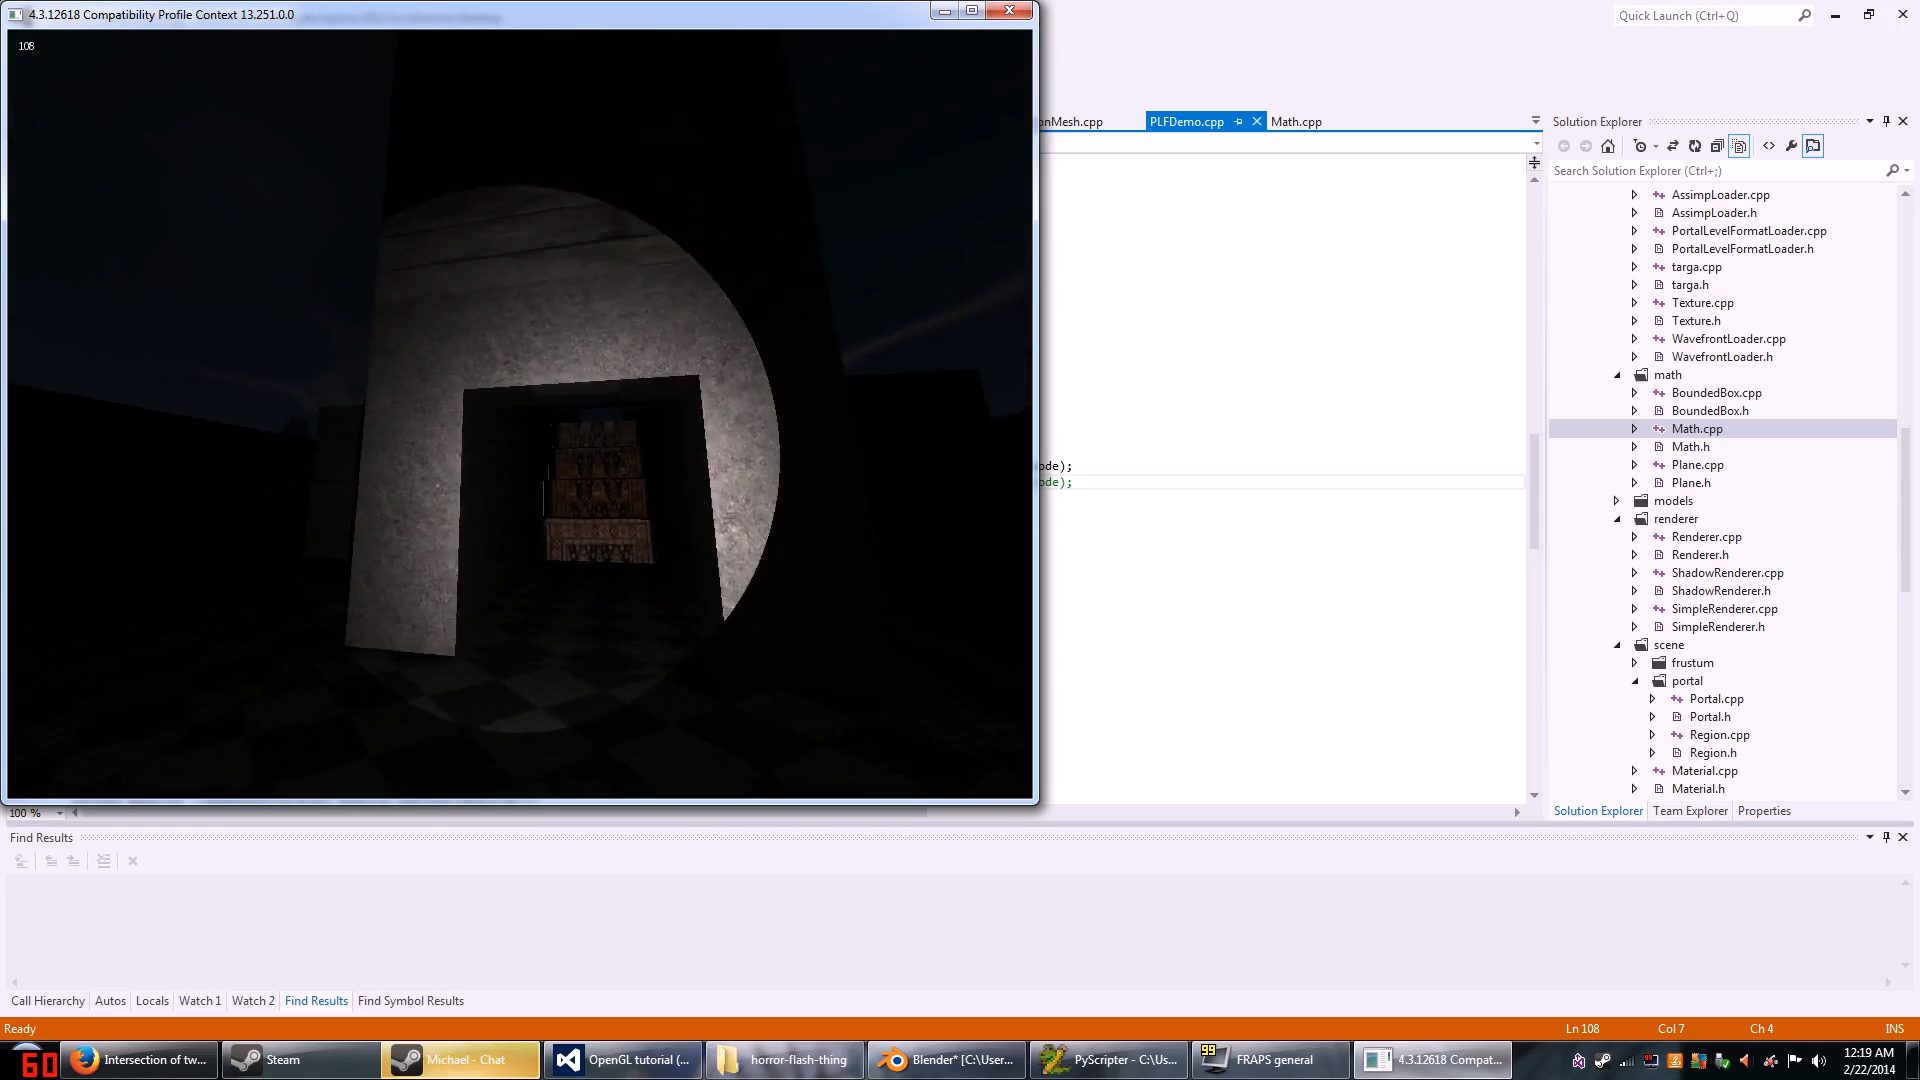 4.3.12618 Compatibility Profile Context 13.251.0.0
108
Quick Launch (Ctrl+Q)
onMesh.cpp
PLFDemo.cpp
Math.cpp
ode);
ode);
Solution Explorer
Search Solution Explorer (Ctrl+;)
AssimpLoader.cpp
AssimpLoader.h
PortalLevelFormatLoader.cpp
PortalLevelFormatLoader.h
targa.cpp
targa.h
Texture.cpp
Texture.h
WavefrontLoader.cpp
WavefrontLoader.h
math
BoundedBox.cpp
BoundedBox.h
Math.cpp
Math.h
Plane.cpp
Plane.h
models
renderer
Renderer.cpp
Renderer.h
ShadowRenderer.cpp
ShadowRenderer.h
SimpleRenderer.cpp
SimpleRenderer.h
scene
frustum
portal
Portal.cpp
Portal.h
Region.cpp
Region.h
Material.cpp
Material.h
100 %
Solution Explorer Team Explorer Properties
Find Results
Call Hierarchy Autos Locals Watch 1 Watch 2 Find Results Find Symbol Results
Ready Ln 108 Col 7 Ch 4 INS
60 Intersection of tw... Steam Michael - Chat OpenGL tutorial (... horror-flash-thing Blender* [C:\User... PyScripter - C:\Us... 99 FRAPS general 4.3.12618 Compat...
12:19 AM
2/22/2014